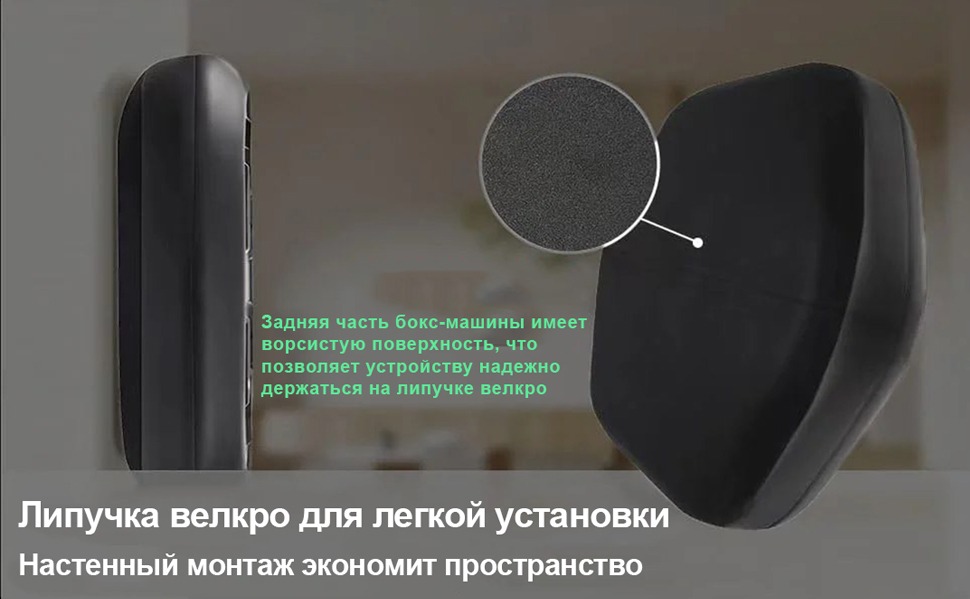 Задняя часть бокс-машины имеет
ворсистую поверхность, что
позволяет устройству надежно
держаться на липучке велкро
Липучка велкро для легкой установки
Настенный монтаж экономит пространство